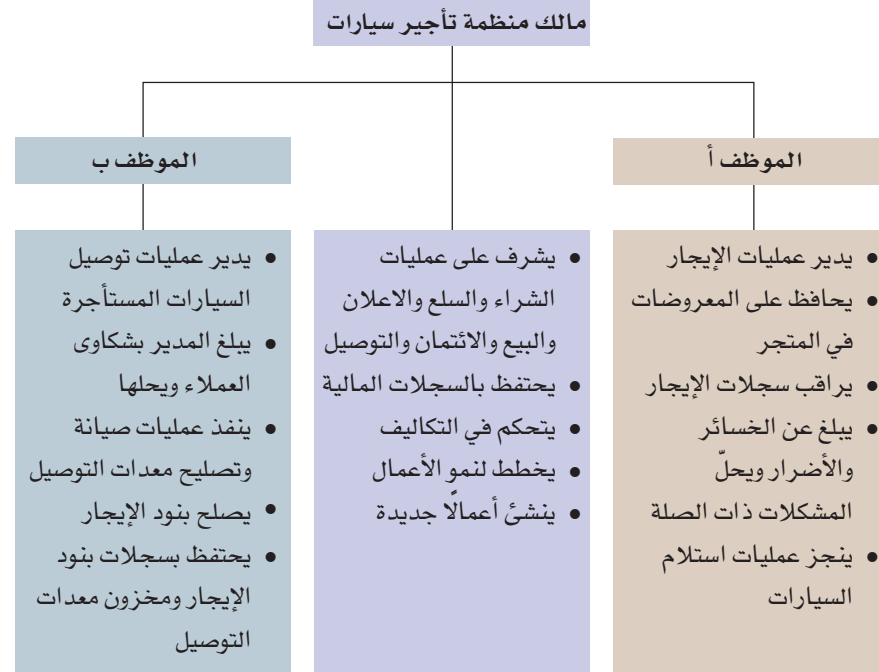 مالك منظمة تأجير سيارات
الموظف أ
• يدير عمليات الإيجار
• يحافظ على المعروضات
في المتجر
• يراقب سجلات الإيجار
• يبلغ عن الخسائر
والأضرار ويحلّ
المشكلات ذات الصلة
• ينجز عمليات استلام
السيارات
• يشرف على عمليات
الشراء والسلع والاعلان
والبيع والائتمان والتوصيل
• يحتفظ بالسجلات المالية
• يتحكم في التكاليف
• يخطط لنمو الأعمال
• ينشئ أعمالًا جديدة
الموظف ب
• يدير عمليات توصيل
السيارات المستأجرة
• يبلغ المدير بشكاوى
العملاء ويحلها
• ينفذ عمليات صيانة
وتصليح معدات التوصيل
• يصلح بنود الإيجار
• يحتفظ بسجلات بنود
الإيجار ومخزون معدات
التوصيل